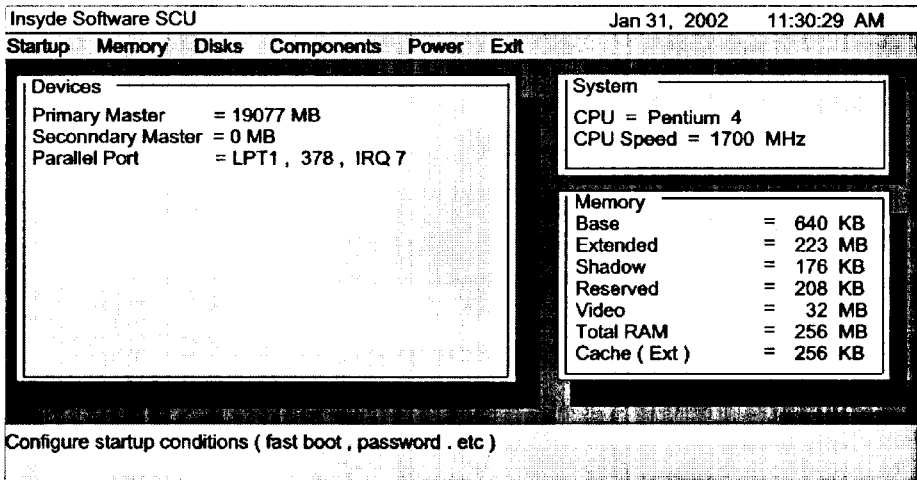 Insyde Software SCU Jan 31, 2002 11:30:29 AM
Startup Memory Disks Components Power Exit
Devices
Primary Master = 19077 MB
Seconndary Master = 0 MB
Parallel Port = LPT1 , 378 , IRQ 7
System
CPU = Pentium 4
CPU Speed = 1700 MHz
Memory
Base = 640 KB
Extended = 223 MB
Shadow = 176 KB
Reserved = 208 KB
Video = 32 MB
Total RAM = 256 MB
Cache ( Ext ) = 256 KB
Configure startup conditions ( fast boot , password . etc )